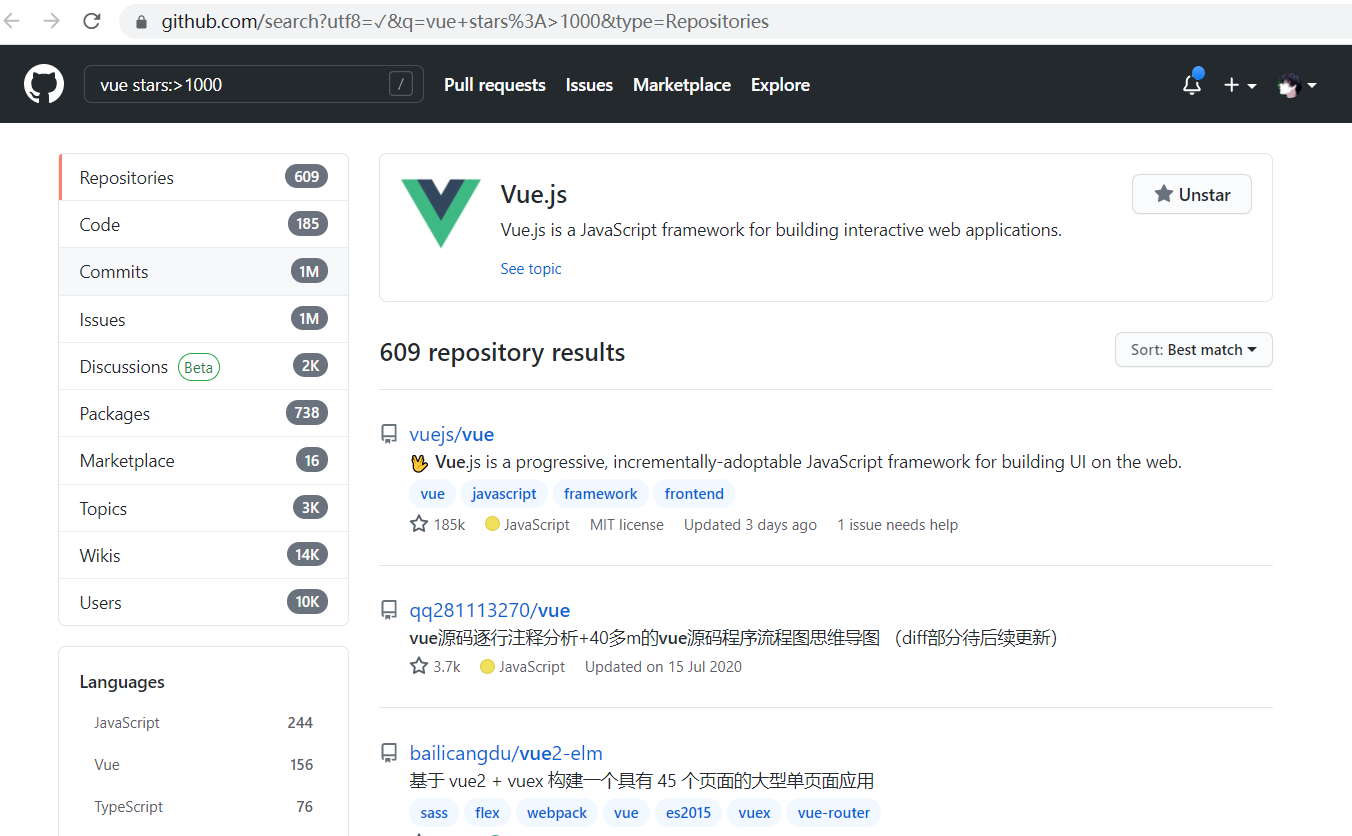 github.com/search?utf8=✓&q=vue+stars%3A>1000&type=Repositories
vue stars:>1000 / Pull requests Issues Marketplace Explore
Repositories 609
Code 185
Commits 1M
Issues 1M
Discussions Beta 2K
Packages 738
Marketplace 16
Topics 3K
Wikis 14K
Users 10K
Languages
JavaScript 244
Vue 156
TypeScript 76
Vue.js
Unstar
Vue.js is a JavaScript framework for building interactive web applications.
See topic
609 repository results
Sort: Best match
vuejs/vue
🖖 Vue.js is a progressive, incrementally-adoptable JavaScript framework for building UI on the web.
vue javascript framework frontend
185k JavaScript MIT license Updated 3 days ago 1 issue needs help
qq281113270/vue
vue源码逐行注释分析+40多m的vue源码程序流程图思维导图 （diff部分待后续更新）
3.7k JavaScript Updated on 15 Jul 2020
bailicangdu/vue2-elm
基于 vue2 + vuex 构建一个具有 45 个页面的大型单页面应用
sass flex webpack vue es2015 vuex vue-router